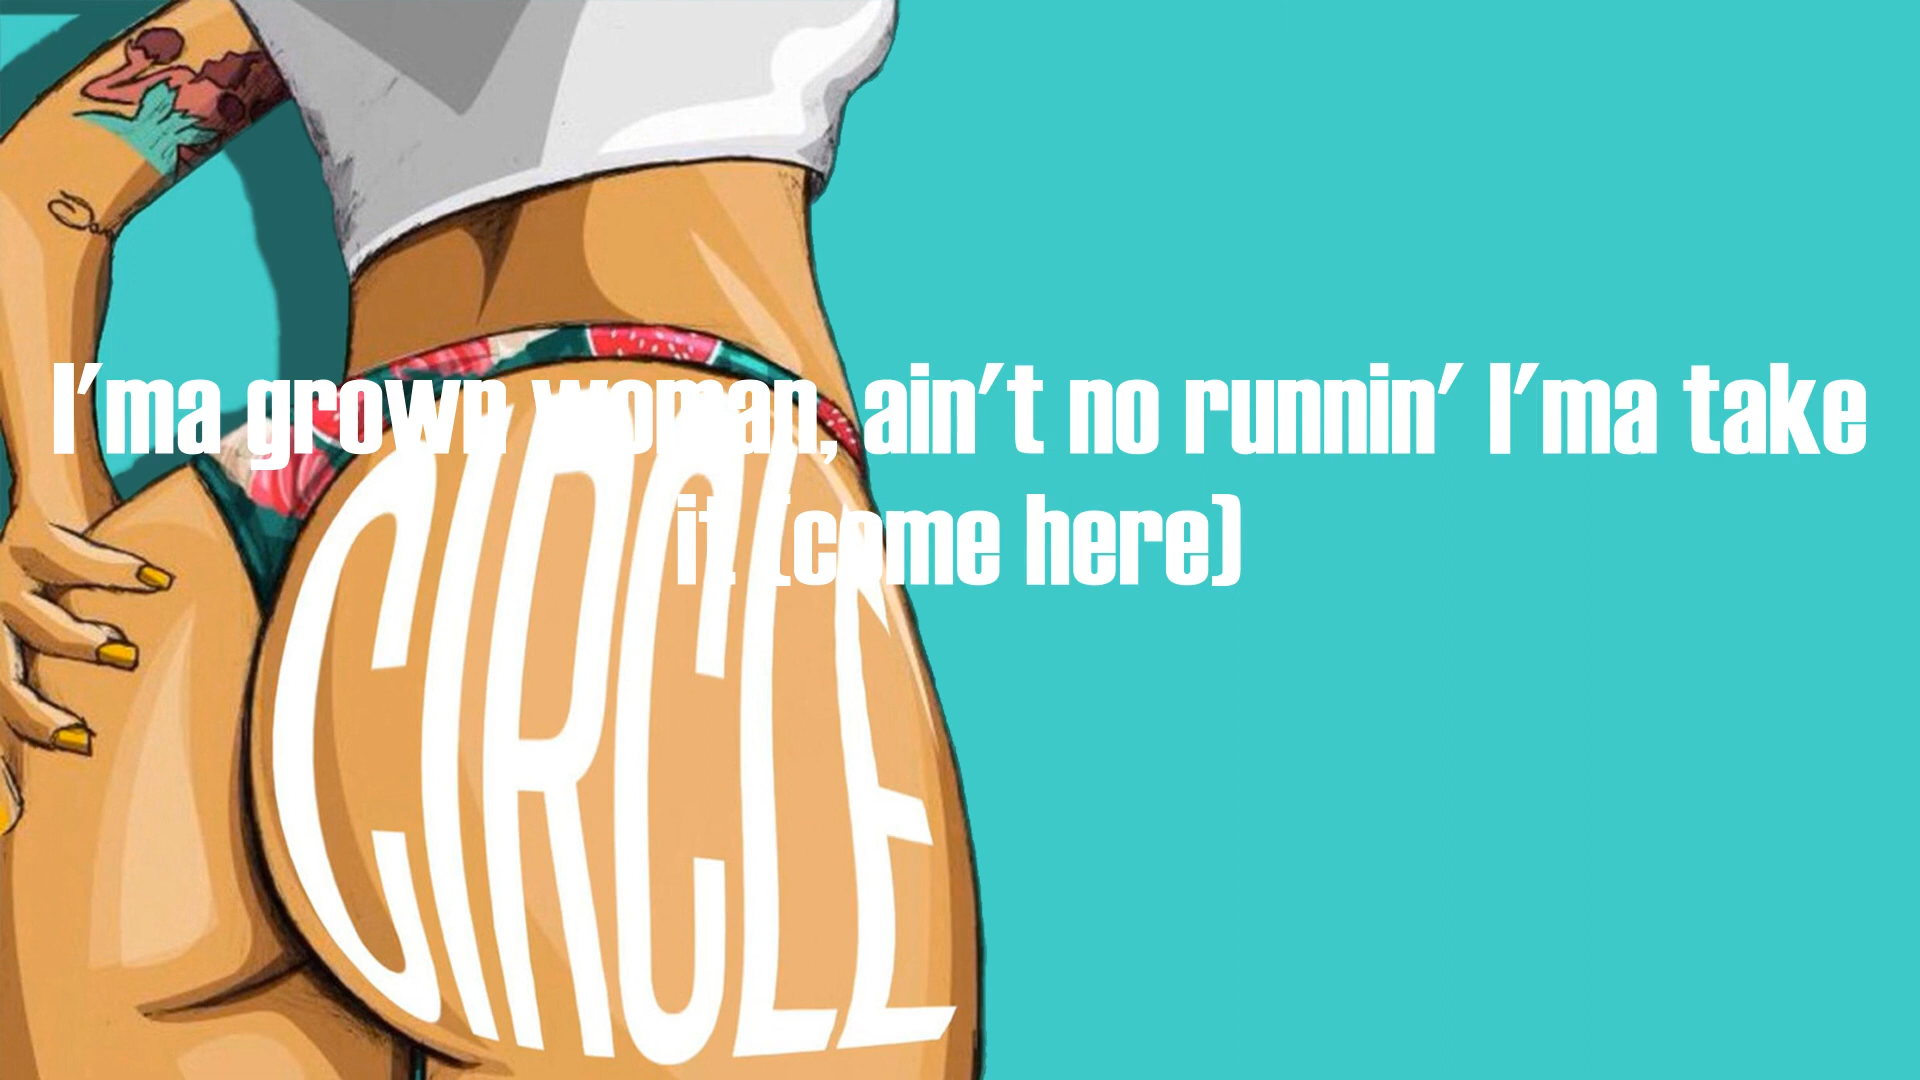 I'ma grown woman, ain't no runnin' I'ma take
it (come here)
CIRCLE